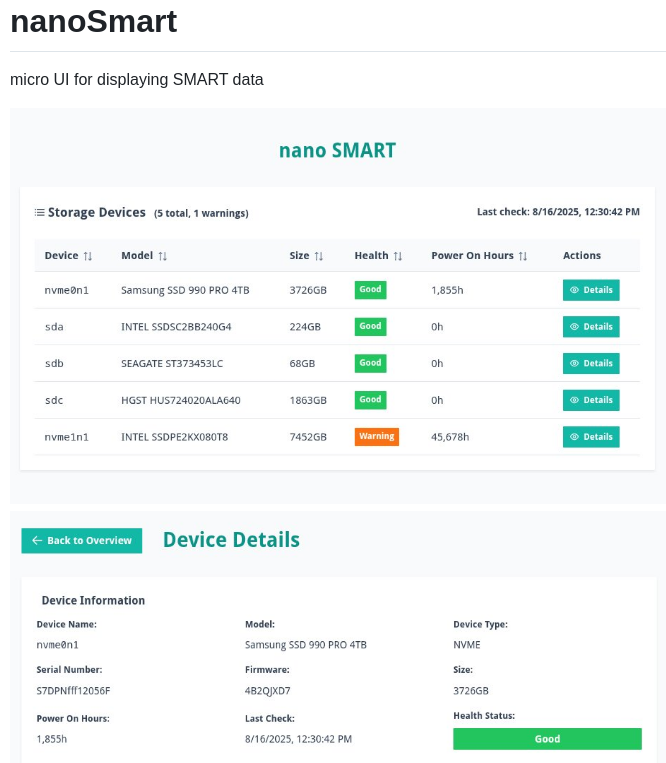 nanoSmart
micro UI for displaying SMART data
nano SMART
Storage Devices (5 total, 1 warnings) Last check: 8/16/2025, 12:30:42 PM
Device Model Size Health Power On Hours Actions
nvme0n1 Samsung SSD 990 PRO 4TB 3726GB Good 1,855h Details
sda INTEL SSDSC2BB240G4 224GB Good 0h Details
sdb SEAGATE ST373453LC 68GB Good 0h Details
sdc HGST HUS724020ALA640 1863GB Good 0h Details
nvme1n1 INTEL SSDPE2KX080T8 7452GB Warning 45,678h Details
Back to Overview Device Details
Device Information
Device Name: Model: Device Type:
nvme0n1 Samsung SSD 990 PRO 4TB NVME
Serial Number: Firmware: Size:
S7DPNfff12056F 4B2QJXD7 3726GB
Power On Hours: Last Check: Health Status:
1,855h 8/16/2025, 12:30:42 PM Good